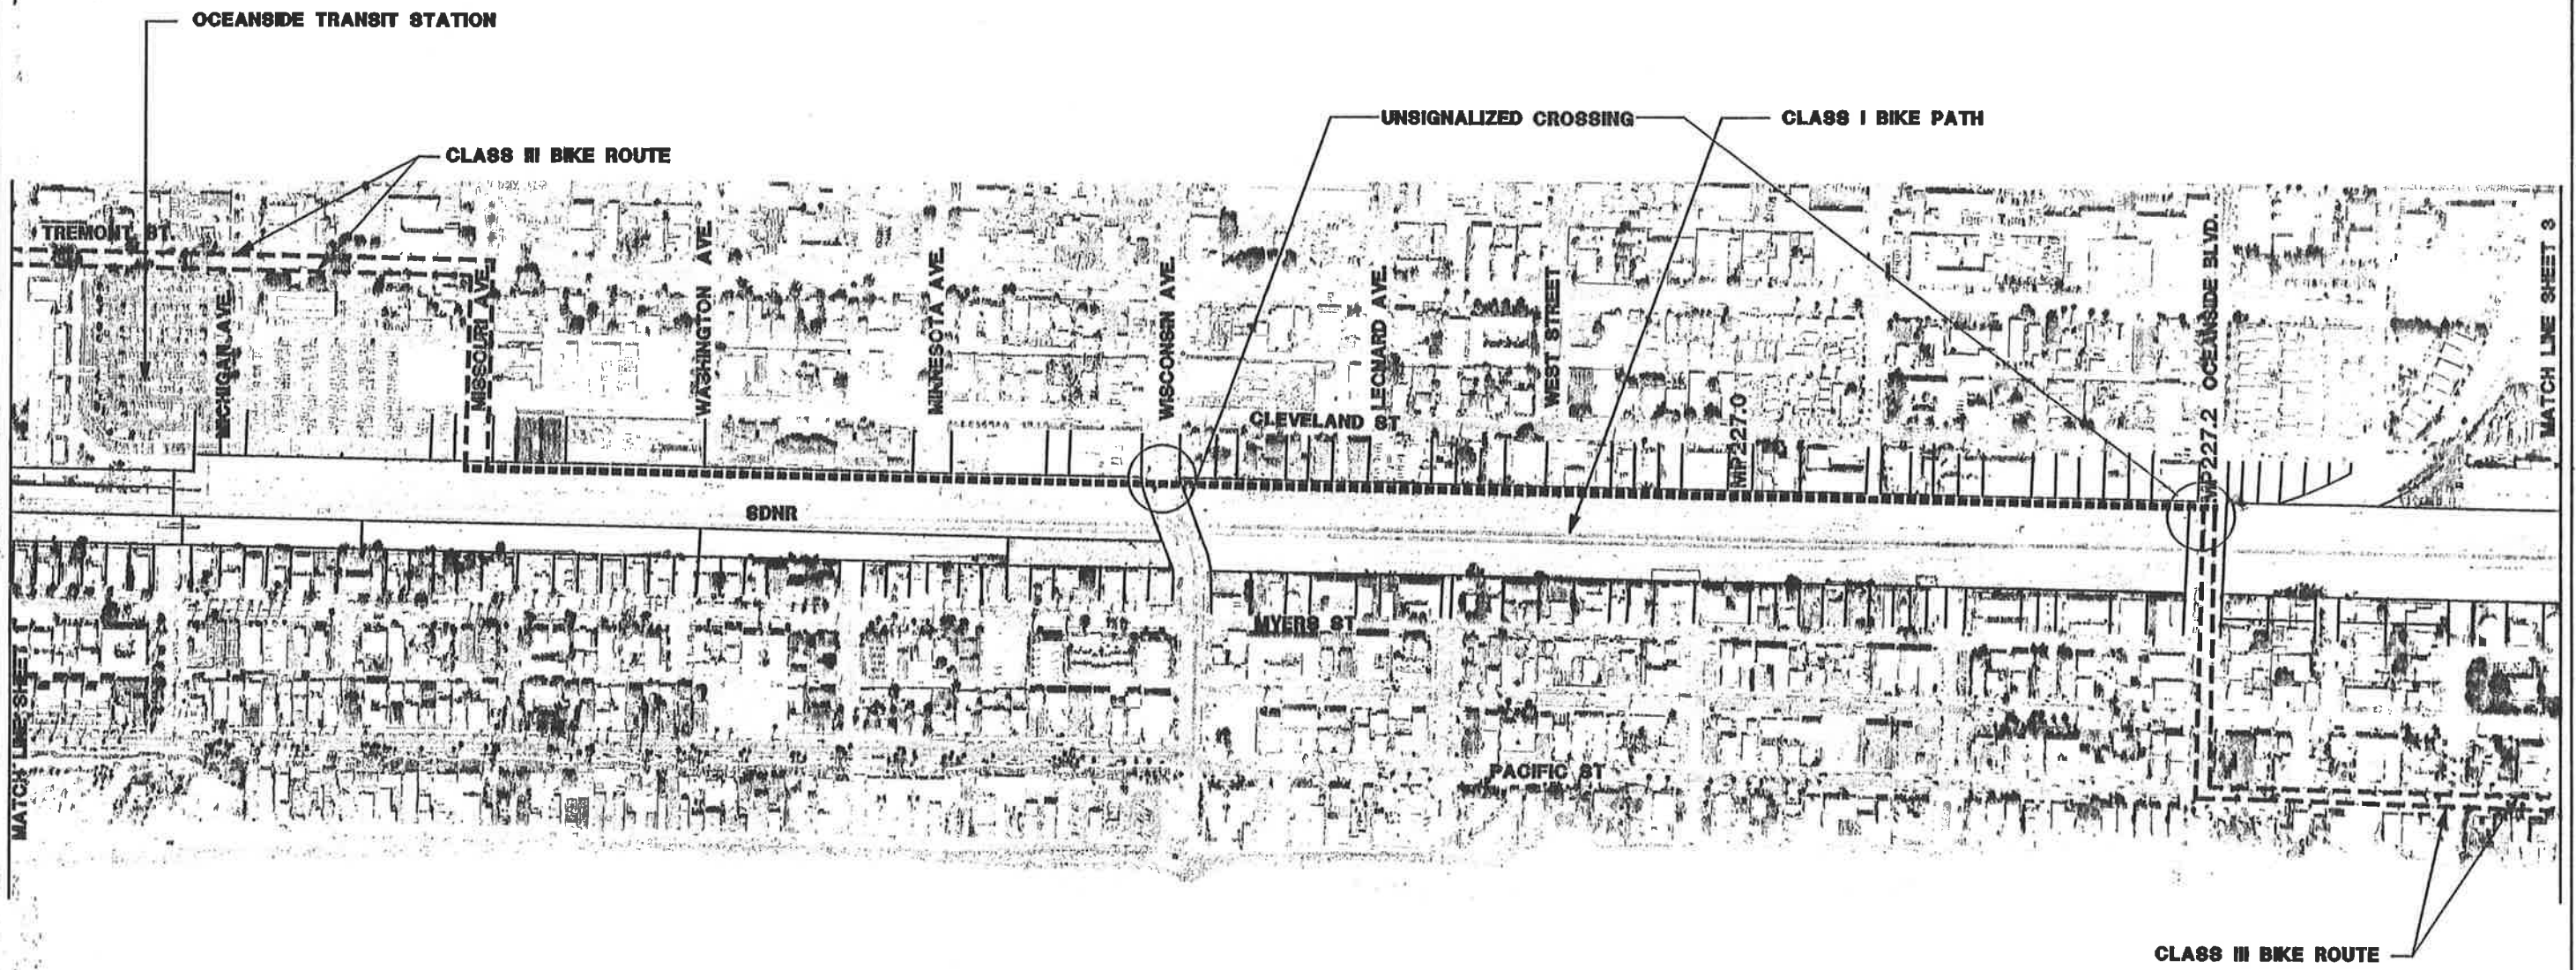 OCEANSIDE TRANSIT STATION
UNSIGNALIZED CROSSING
CLASS I BIKE PATH
CLASS III BIKE ROUTE
TREMONT ST.
MICHIGAN AVE.
MISSOURI AVE.
WASHINGTON AVE.
MINNESOTA AVE.
WISCONSIN AVE.
LEONARD AVE.
WEST STREET
MP227.0
MP227.2 OCEANSIDE BLVD.
MATCH LINE SHEET 3
CLEVELAND ST
SDNR
MYERS ST
PACIFIC ST
MATCH LINE SHEET 1
CLASS III BIKE ROUTE